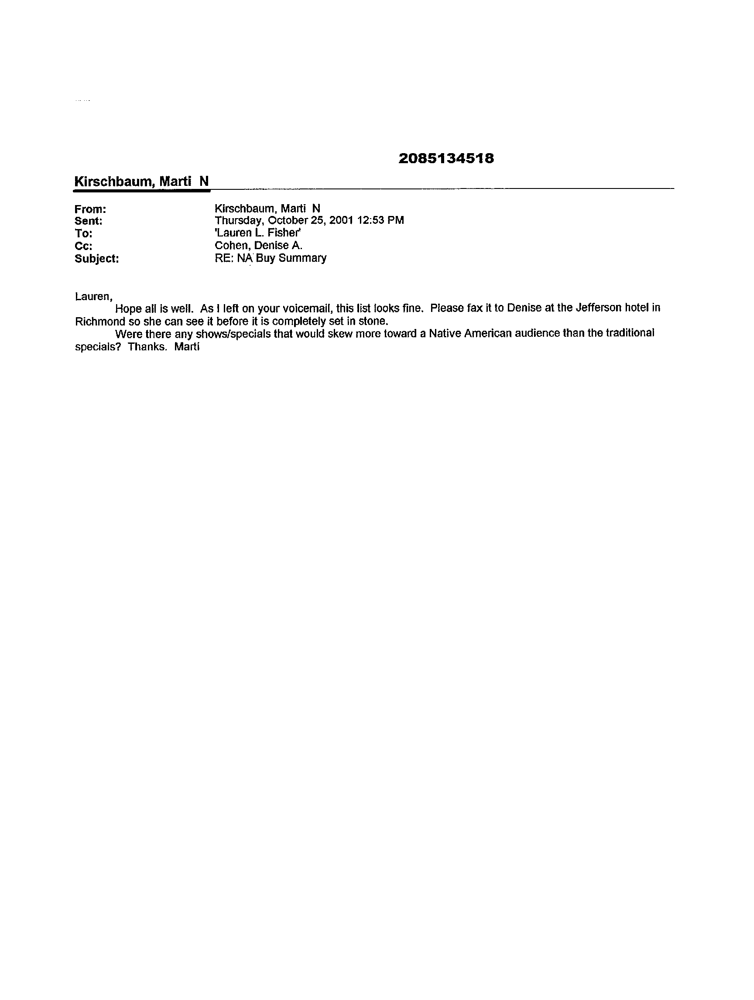 2085134518
Kirschbaum, Marti N
From: Kirschbaum, Marti N
Sent: Thursday, October 25, 2001 12:53 PM
To: 'Lauren L. Fisher'
Cc: Cohen, Denise A.
Subject: RE: NA Buy Summary
Lauren,
Hope all is well. As I left on your voicemail, this list looks fine. Please fax it to Denise at the Jefferson hotel in
Richmond so she can see it before it is completely set in stone.
Were there any shows/specials that would skew more toward a Native American audience than the traditional
specials? Thanks. Marti